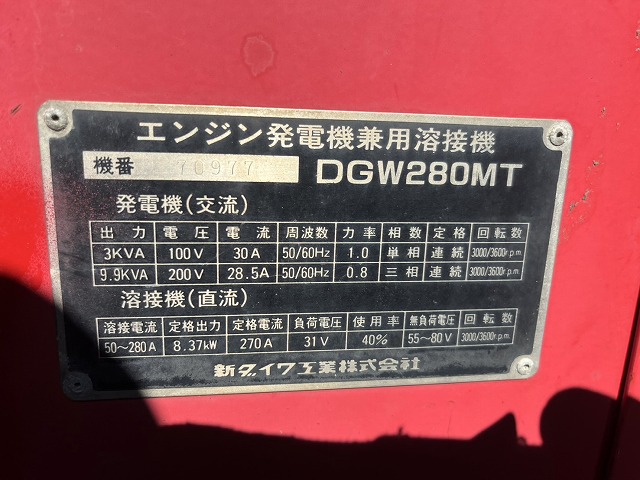 エンジン発電機兼用溶接機
機番 70977 DGW280MT
発電機(交流)
出力 電圧 電流 周波数 力率 相数 定格 回転数
3KVA 100V 30A 50/60Hz 1.0 単相 連続 3000/3600r.p.m
9.9KVA 200V 28.5A 50/60Hz 0.8 三相 連続 3000/3600r.p.m
溶接機(直流)
溶接電流 定格出力 定格電流 負荷電圧 使用率 無負荷電圧 回転数
50~280A 8.37kW 270A 31V 40% 55~80V 3000/3600r.p.m
新ダイワ工業株式会社